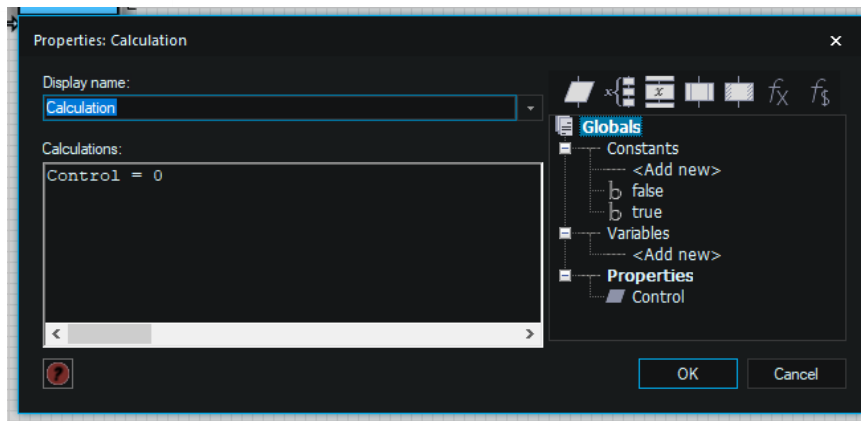 Properties: Calculation
Display name:
Calculation
Calculations:
Control = 0
x
fx
f$
Globals
Constants
<Add new>
b false
b true
Variables
<Add new>
Properties
Control
?
OK
Cancel